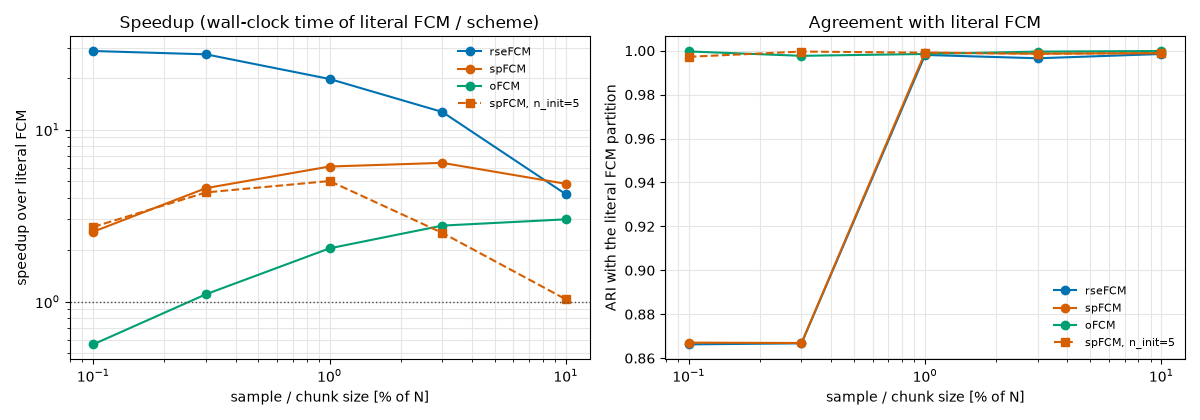 Speedup (wall-clock time of literal FCM / scheme)
speedup over literal FCM
10¹
10⁰
rseFCM
spFCM
oFCM
spFCM, n_init=5
10⁻¹ 10⁰ 10¹
sample / chunk size [% of N]
Agreement with literal FCM
ARI with the literal FCM partition
1.00
0.98
0.96
0.94
0.92
0.90
0.88
0.86
rseFCM
spFCM
oFCM
spFCM, n_init=5
10⁻¹ 10⁰ 10¹
sample / chunk size [% of N]